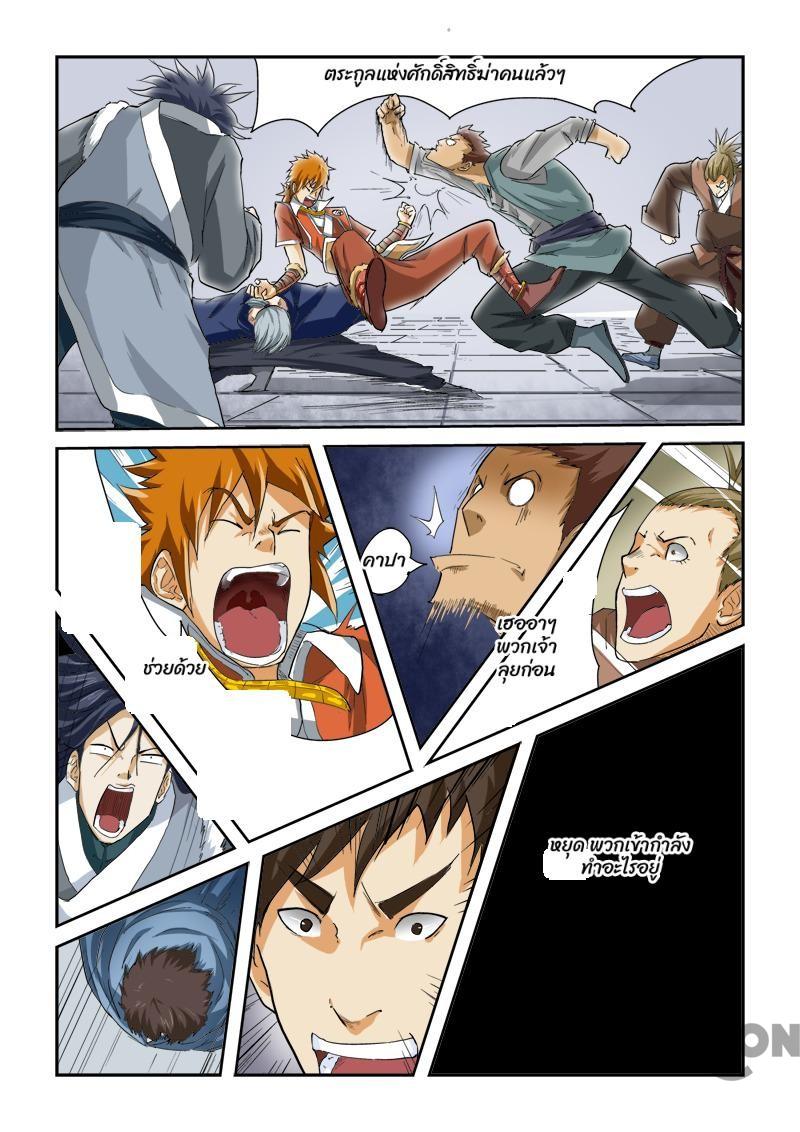 ตระกูลแห่งศักดิ์สิทธิ์ฆ่าคนแล้วๆ
คาปา
เฮออาๆ
พวกเจ้า
ลุยก่อน
N
ช่วยด้วย
หยุด พวกเข้ากำลัง
ทำอะไรอยู่
ON